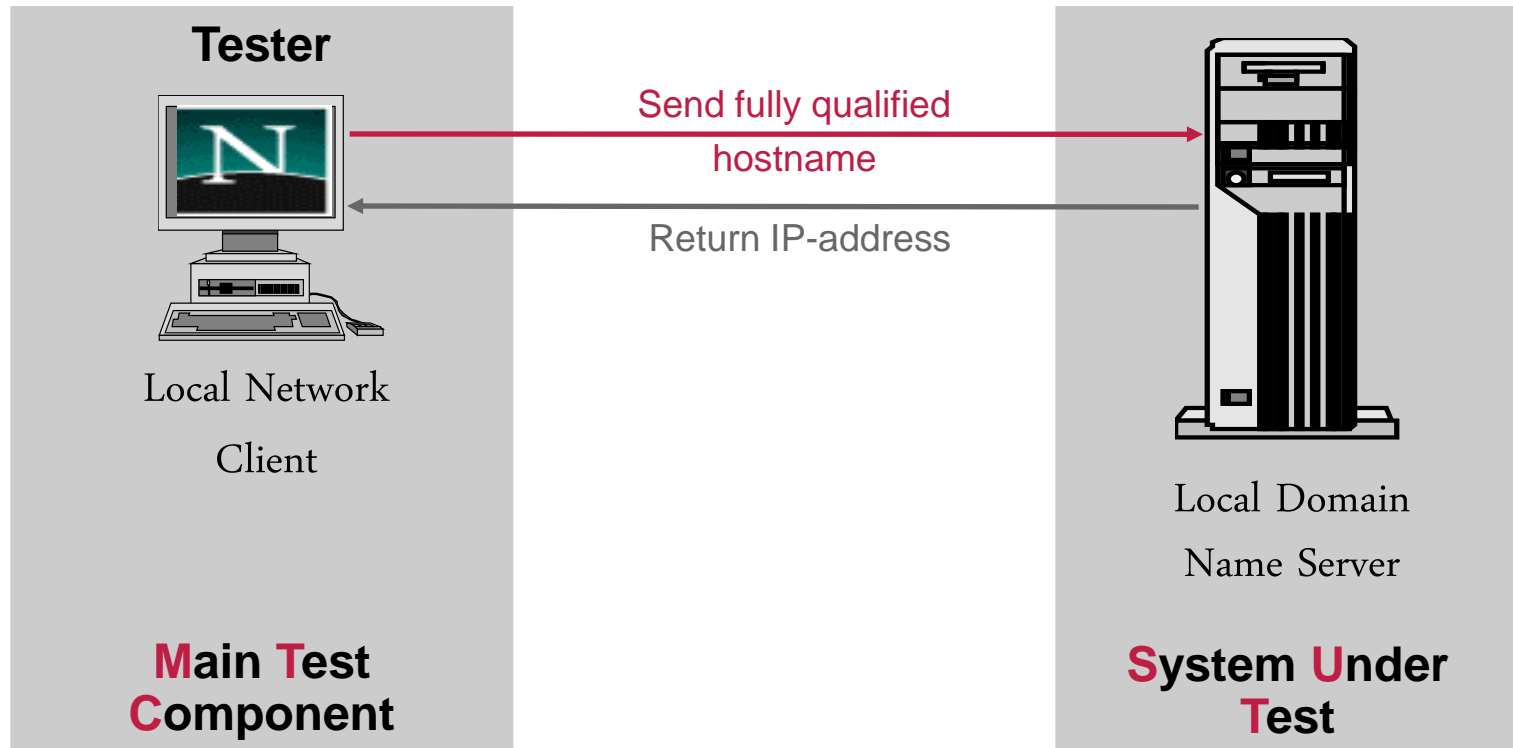 Tester
N
Send fully qualified
hostname
Return IP-address
Local Network
Client
Local Domain
Name Server
Main Test
Component
System Under
Test